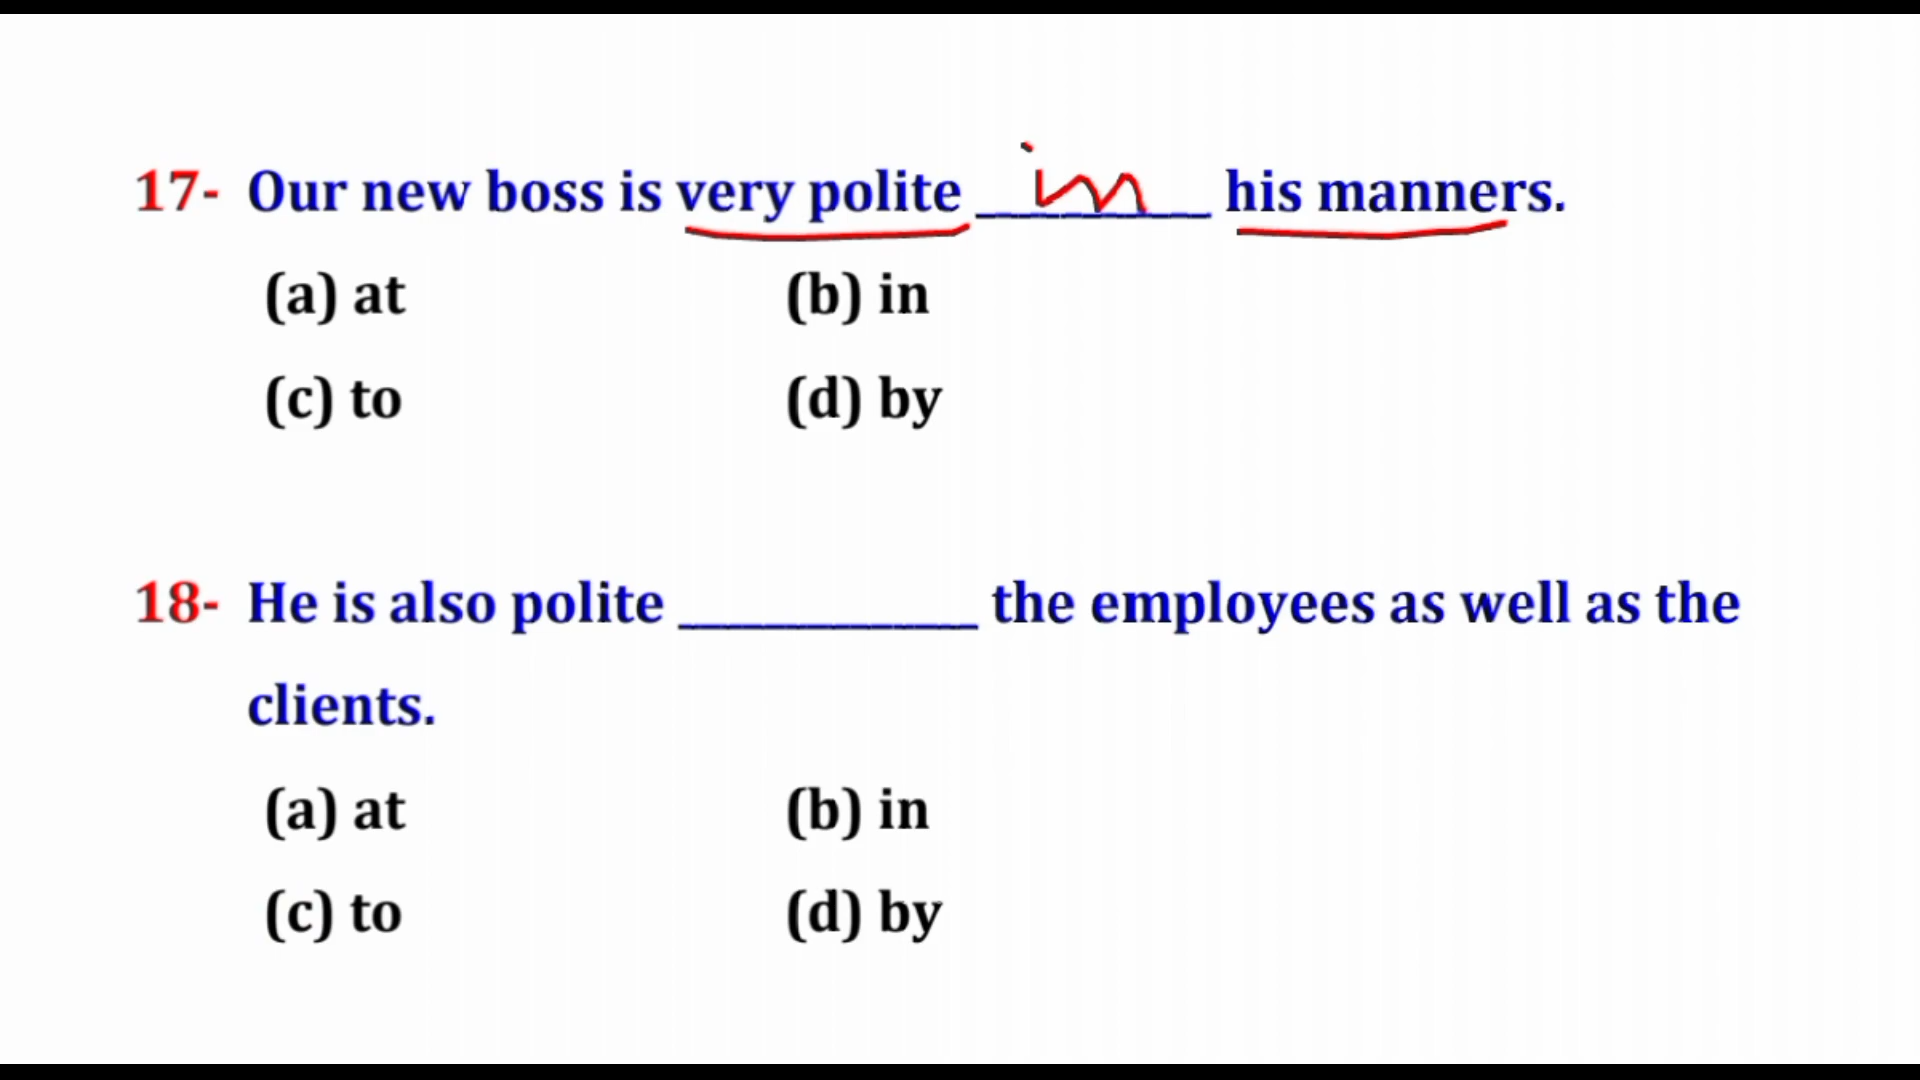 17- Our new boss is very polite in his manners.
(a) at (b) in
(c) to (d) by
18- He is also polite ______________ the employees as well as the
clients.
(a) at (b) in
(c) to (d) by